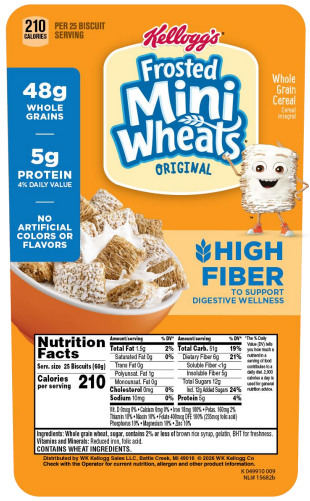 210 CALORIES PER 25 BISCUIT SERVING
Kellogg's
Frosted
Mini
Wheats
ORIGINAL
Whole
Grain
Cereal
Cereal
integral
48g
WHOLE
GRAINS
5g
PROTEIN
4% DAILY VALUE
NO
ARTIFICIAL
COLORS OR
FLAVORS
HIGH
FIBER
TO SUPPORT
DIGESTIVE WELLNESS
Nutrition
Facts
Serv. size 25 Biscuits (60g)
Calories
per serving 210
Amount/serving % DV*
Total Fat 1.5g 2%
Saturated Fat 0g 0%
Trans Fat 0g
Polyunsat. Fat 1g
Monounsat. Fat 0g
Cholesterol 0mg 0%
Sodium 10mg 0%
Amount/serving % DV*
Total Carb. 51g 19%
Dietary Fiber 6g 21%
Soluble Fiber <1g
Insoluble Fiber 5g
Total Sugars 12g
Incl. 12g Added Sugars 24%
Protein 5g 4%
*The % Daily
Value (DV) tells
you how much a
nutrient in a
serving of food
contributes to a
daily diet. 2,000
calories a day is
used for general
nutrition advice.
Vit. D 0mcg 0% • Calcium 0mg 0% • Iron 18mg 100% • Potas. 160mg 2%
Thiamin 10% • Niacin 10% • Folate 400mcg DFE 100% (235mcg folic acid)
Phosphorus 10% • Magnesium 10% • Zinc 10%
Ingredients: Whole grain wheat, sugar, contains 2% or less of brown rice syrup, gelatin, BHT for freshness.
Vitamins and Minerals: Reduced iron, folic acid.
CONTAINS WHEAT INGREDIENTS.
Distributed by WK Kellogg Sales LLC, Battle Creek, MI 49016 © 2026 WK Kellogg Co
Check with the Operator for current nutrition, allergen and other product information.
K 049910 009
NLI# 15682b